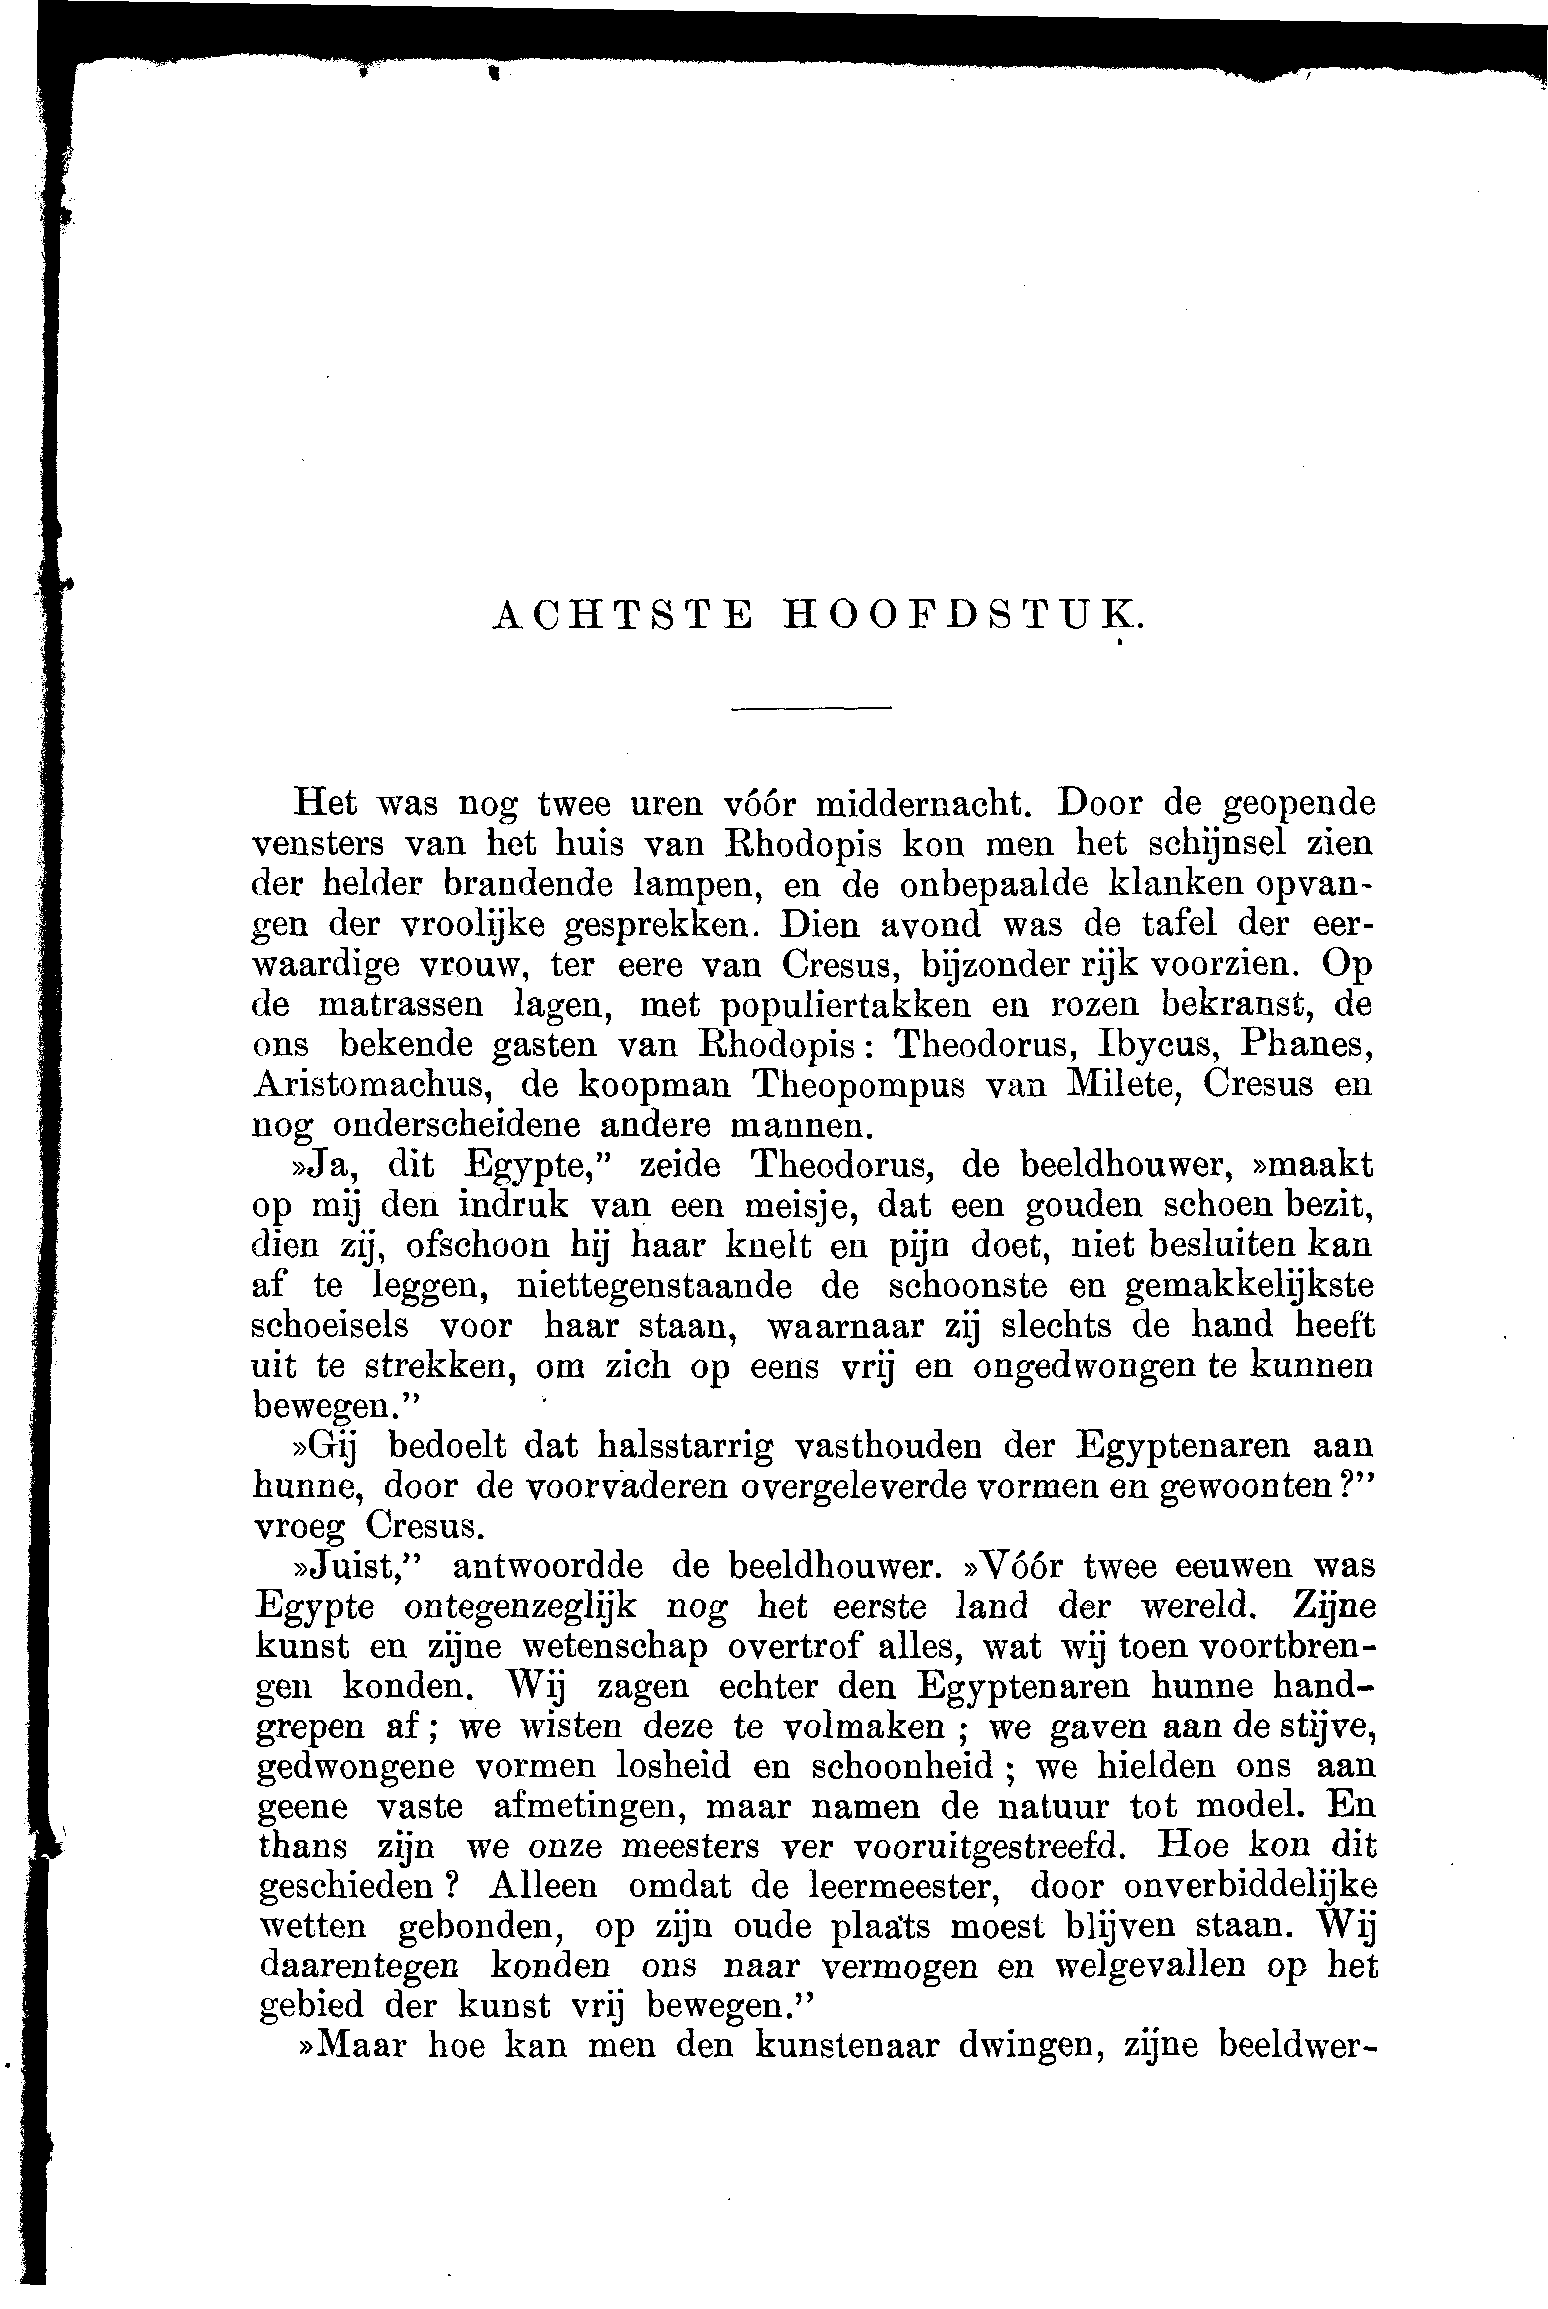 ACHTSTE HOOFDSTUK.
Het was nog twee uren vóór middernacht. Door de geopende
vensters van het huis van Rhodopis kon men het schijnsel zien
der helder brandende lampen, en de onbepaalde klanken opvan-
gen der vroolijke gesprekken. Dien avond was de tafel der eer-
waardige vrouw, ter eere van Cresus, bijzonder rijk voorzien. Op
de matrassen lagen, met populiertakken en rozen bekranst, de
ons bekende gasten van Rhodopis: Theodorus, Ibycus, Phanes,
Aristomachus, de koopman Theopompus van Milete, Cresus en
nog onderscheidene andere mannen.
»Ja, dit Egypte,” zeide Theodorus, de beeldhouwer, »maakt
op mij den indruk van een meisje, dat een gouden schoen bezit,
dien zij, ofschoon hij haar knelt en pijn doet, niet besluiten kan
af te leggen, niettegenstaande de schoonste en gemakkelijkste
schoeisels voor haar staan, waarnaar zij slechts de hand heeft
uit te strekken, om zich op eens vrij en ongedwongen te kunnen
bewegen.”
»Gij bedoelt dat halsstarrig vasthouden der Egyptenaren aan
hunne, door de voorvaderen overgeleverde vormen en gewoonten?”
vroeg Cresus.
»Juist,” antwoordde de beeldhouwer. »Vóór twee eeuwen was
Egypte ontegenzeglijk nog het eerste land der wereld. Zijne
kunst en zijne wetenschap overtrof alles, wat wij toen voortbren-
gen konden. Wij zagen echter den Egyptenaren hunne hand-
grepen af; we wisten deze te volmaken; we gaven aan de stijve,
gedwongene vormen losheid en schoonheid; we hielden ons aan
geene vaste afmetingen, maar namen de natuur tot model. En
thans zijn we onze meesters ver vooruitgestreefd. Hoe kon dit
geschieden? Alleen omdat de leermeester, door onverbiddelijke
wetten gebonden, op zijn oude plaats moest blijven staan. Wij
daarentegen konden ons naar vermogen en welgevallen op het
gebied der kunst vrij bewegen.”
»Maar hoe kan men den kunstenaar dwingen, zijne beeldwer-